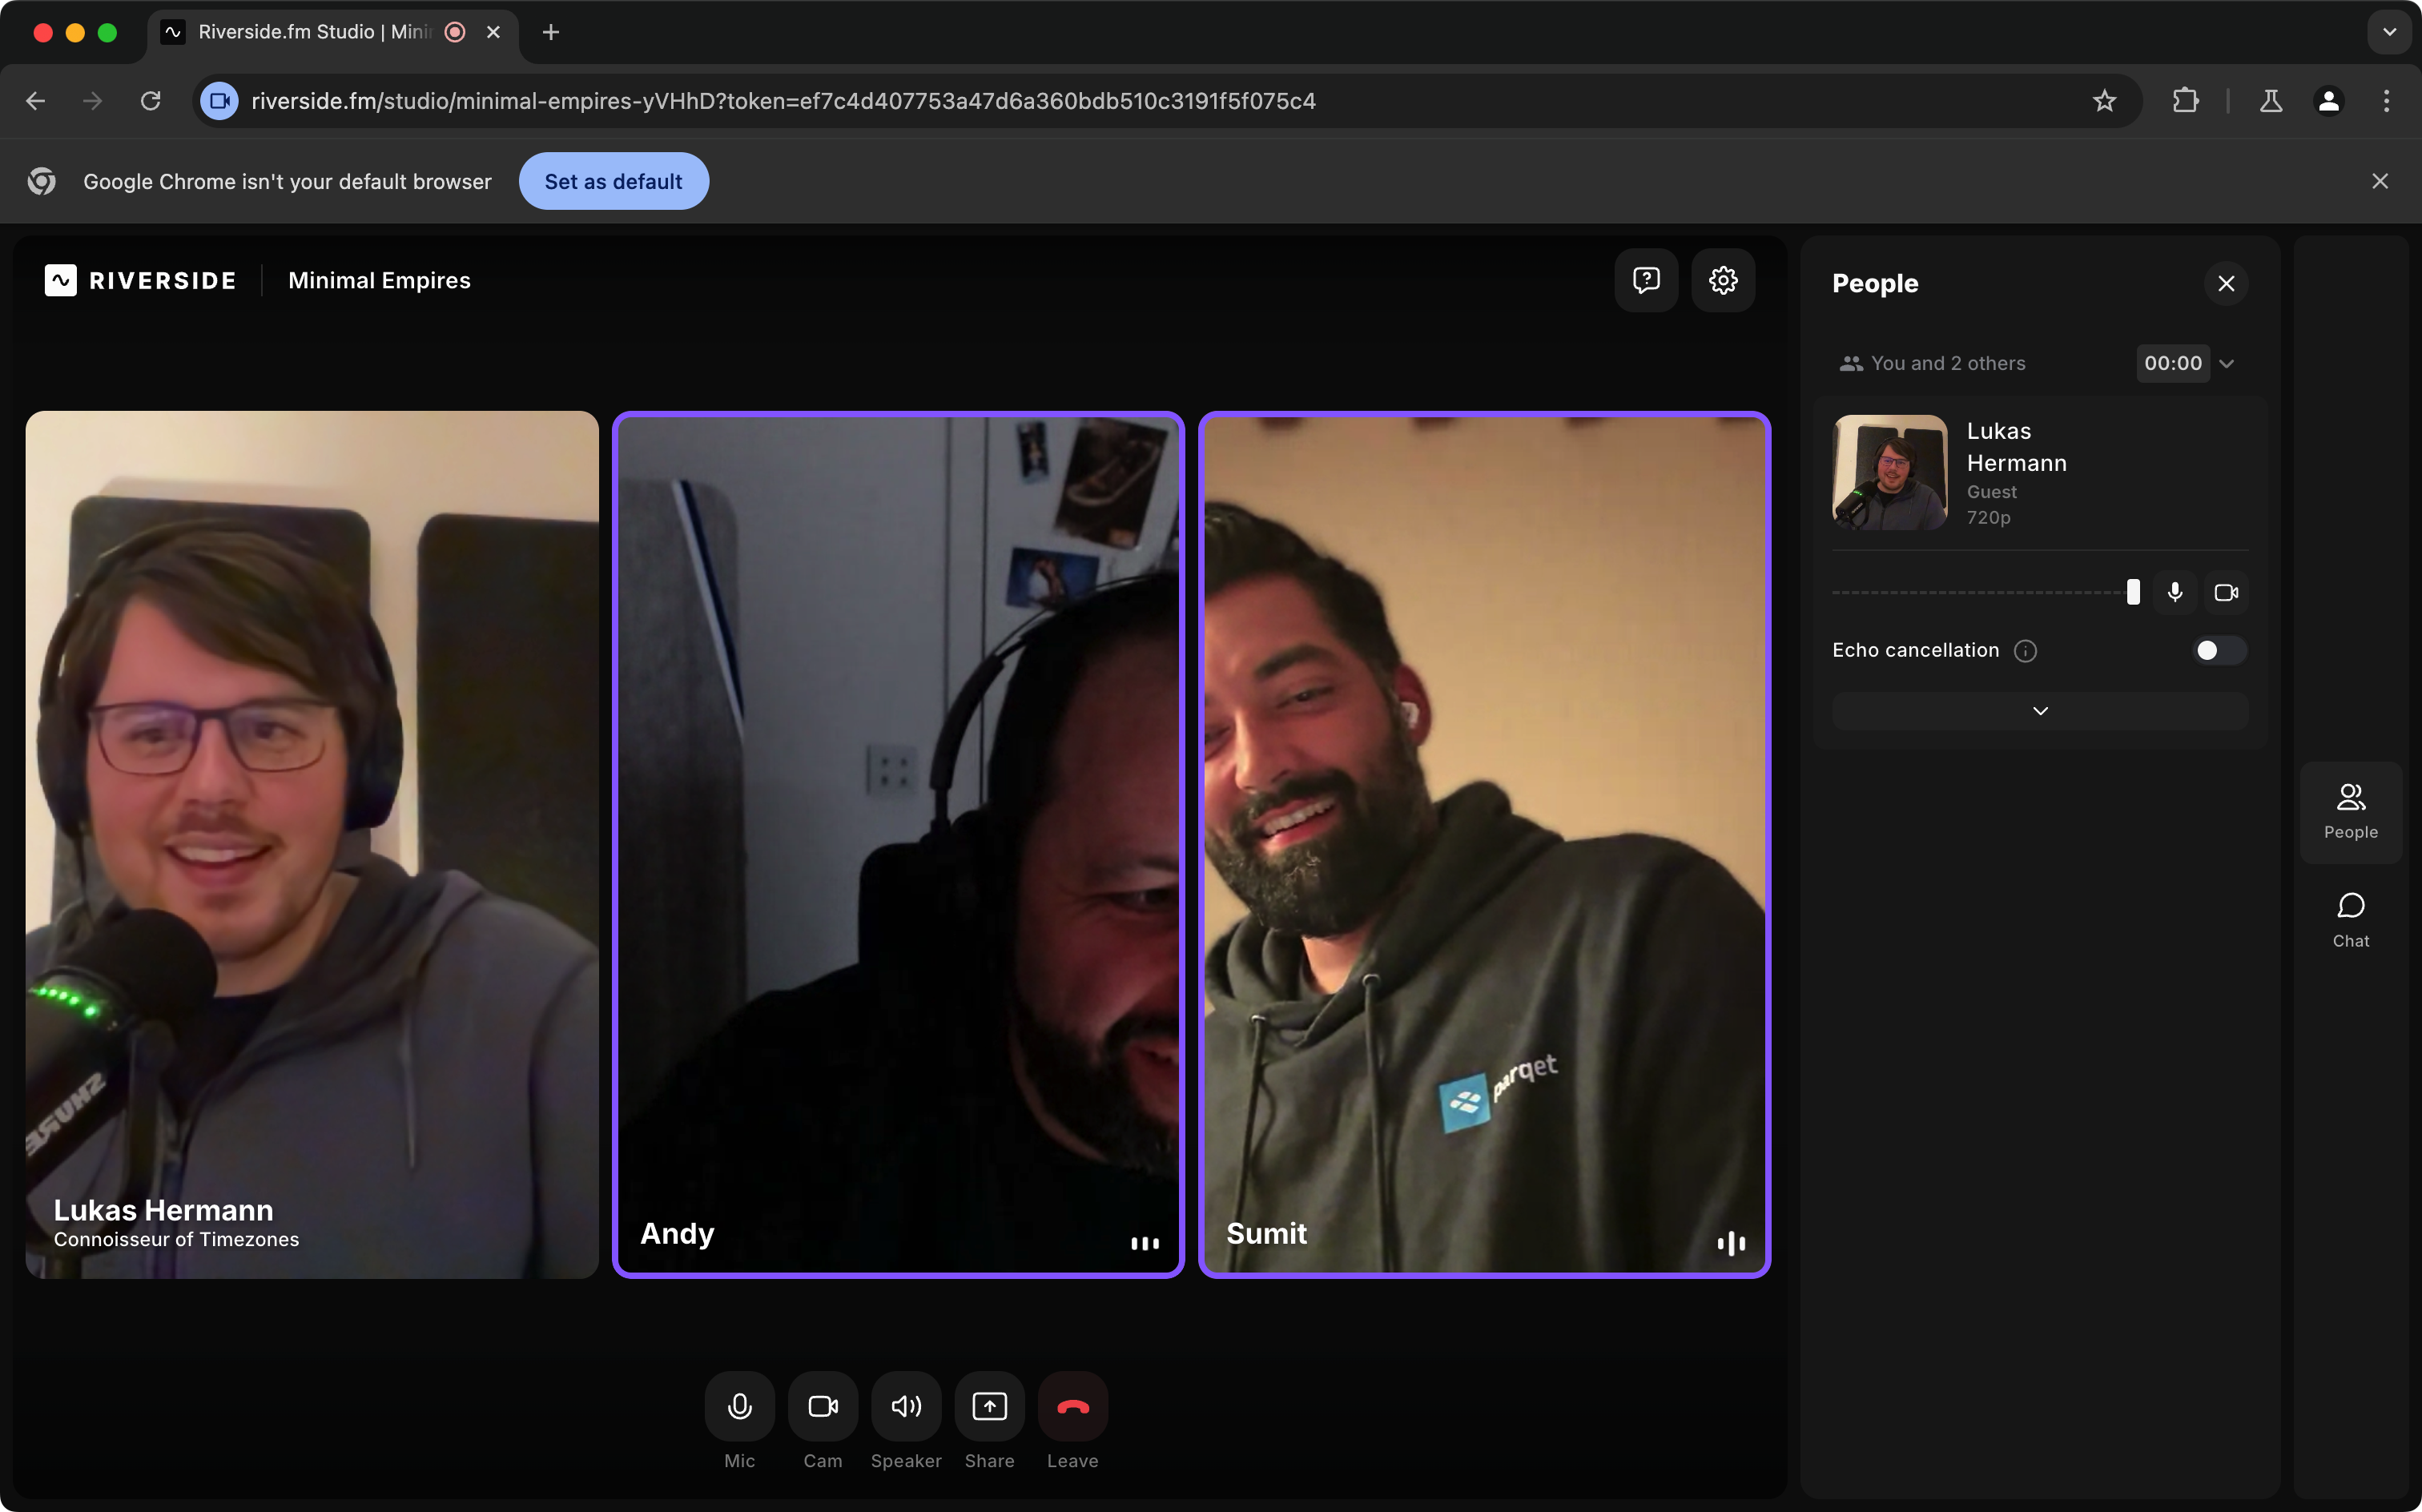 Riverside.fm Studio | Mini
riverside.fm/studio/minimal-empires-yVHhD?token=ef7c4d407753a47d6a360bdb510c3191f5f075c4
Google Chrome isn't your default browser
Set as default
RIVERSIDE
Minimal Empires
People
You and 2 others
00:00
Lukas
Hermann
Guest
720p
Echo cancellation
SHURE
parqet
Lukas Hermann
Connoisseur of Timezones
Andy
Sumit
People
Chat
Mic
Cam
Speaker
Share
Leave